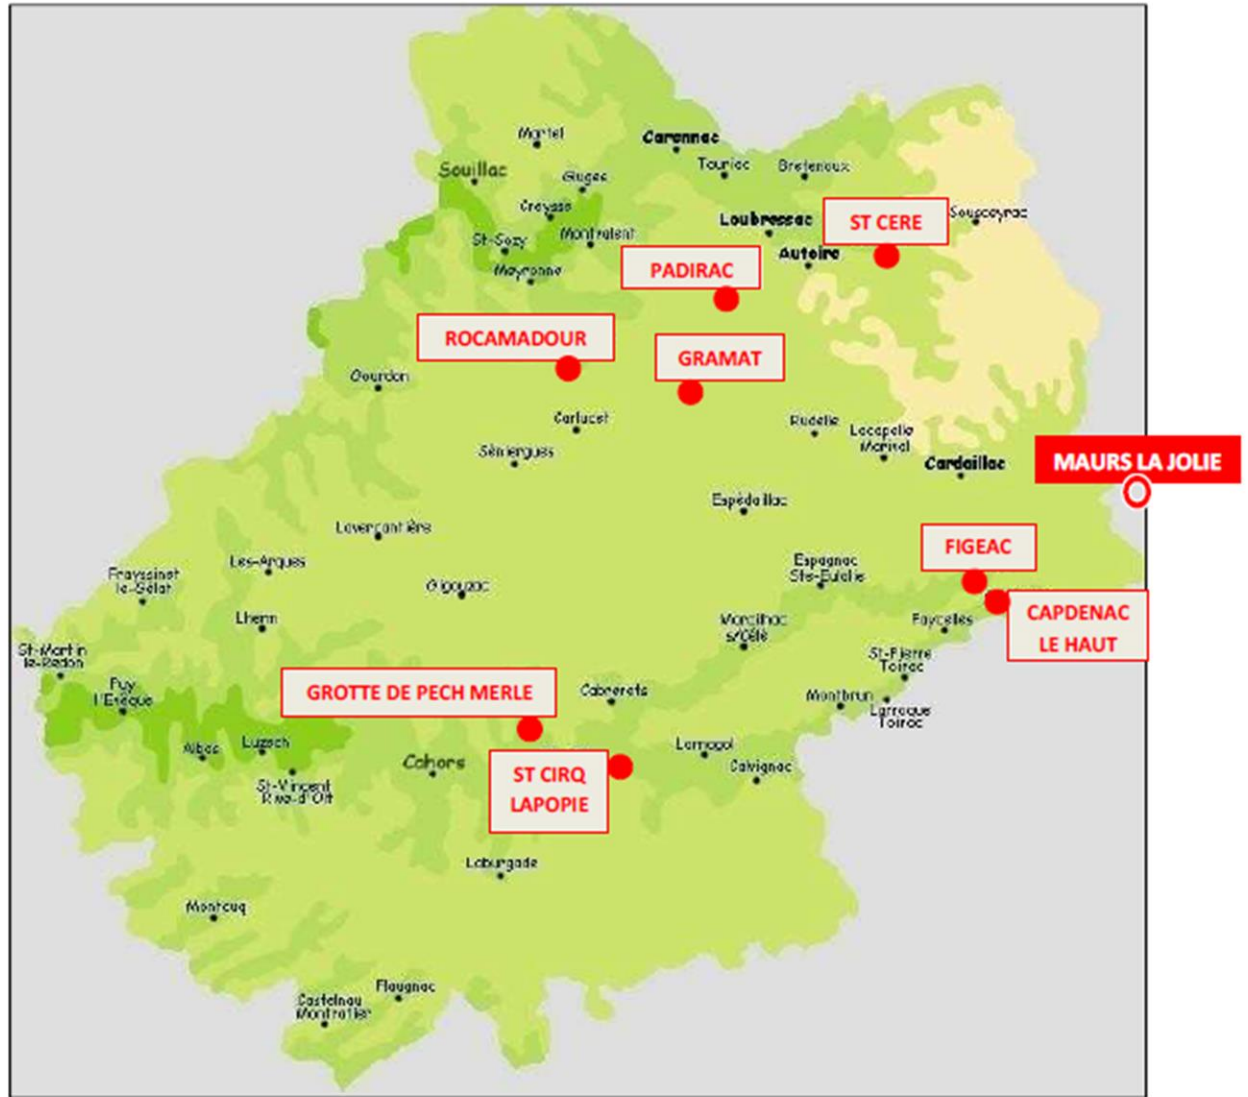 Martel
Carennac
Souillac
Tauriac
Bretenoux
Gluges
Creysse
Loubressac
ST CERE
Sousceyrac
St-Sozy
Montvalent
PADIRAC
Autoire
Meyronne
ROCAMADOUR
GRAMAT
Gourdon
Carlucet
Rudelle
Lacapelle
Marival
Séniergues
Cardaillac
MAURS LA JOLIE
Espédaillac
Lavercantière
FIGEAC
Les-Arques
Espagnac
Ste-Eulalie
Frayssinet
le-Gélat
Gigouzac
CAPDENAC
LE HAUT
Lherm
Marcilhac
s/Célé
Faycelles
St-Martin
le-Redon
St-Pierre
Toirac
Puy
l'Evêque
GROTTE DE PECH MERLE
Cabrerets
Montbrun
Larroque
Toirac
Albas
Luzech
Cahors
ST CIRQ
LAPOPIE
Larnagol
Calvignac
St-Vincent
Rive-d'Olt
Laburgade
Montcuq
Flaugnac
Castelnau
Montratier